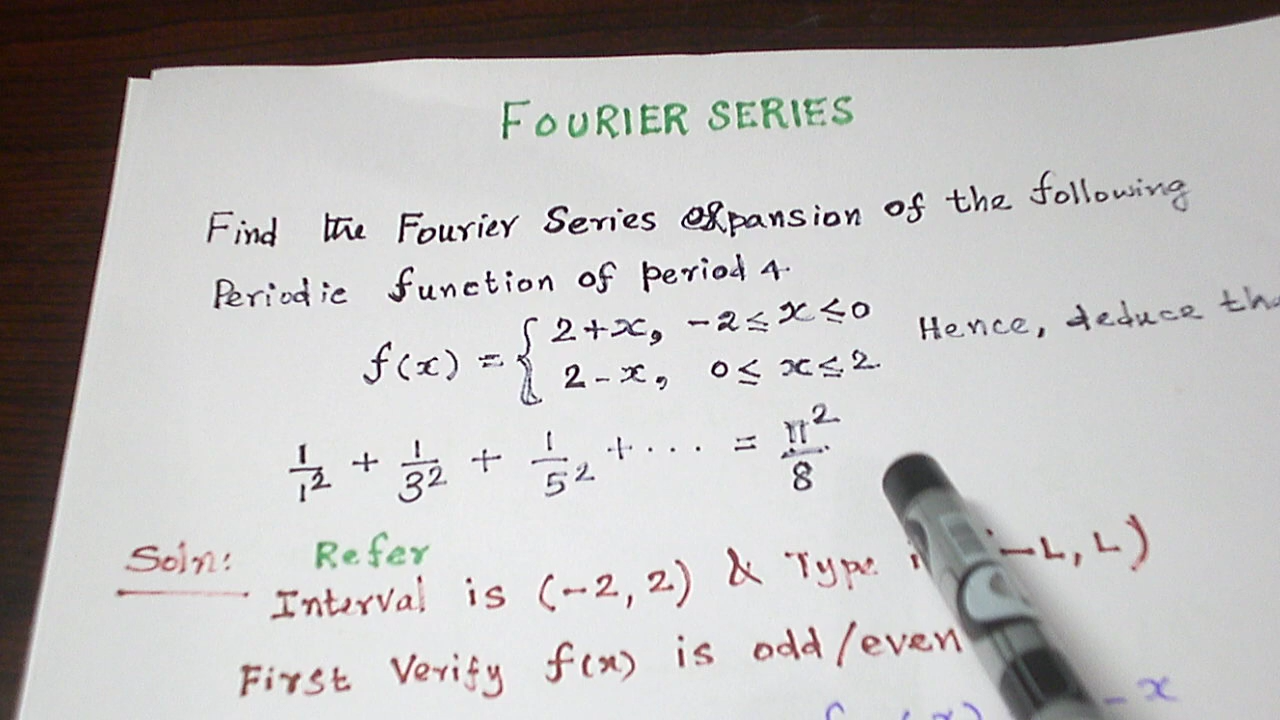 FOURIER SERIES
Find the Fourier Series expansion of the following
Periodic function of period 4.
f(x) = { 2+x, -2 ≤ x ≤ 0
2-x, 0 ≤ x ≤ 2. Hence, deduce
1/1² + 1/3² + 1/5² + ... = π²/8
Soln: Refer
Interval is (-2, 2) & Type -L, L)
First Verify f(x) is odd/even
(x) - x